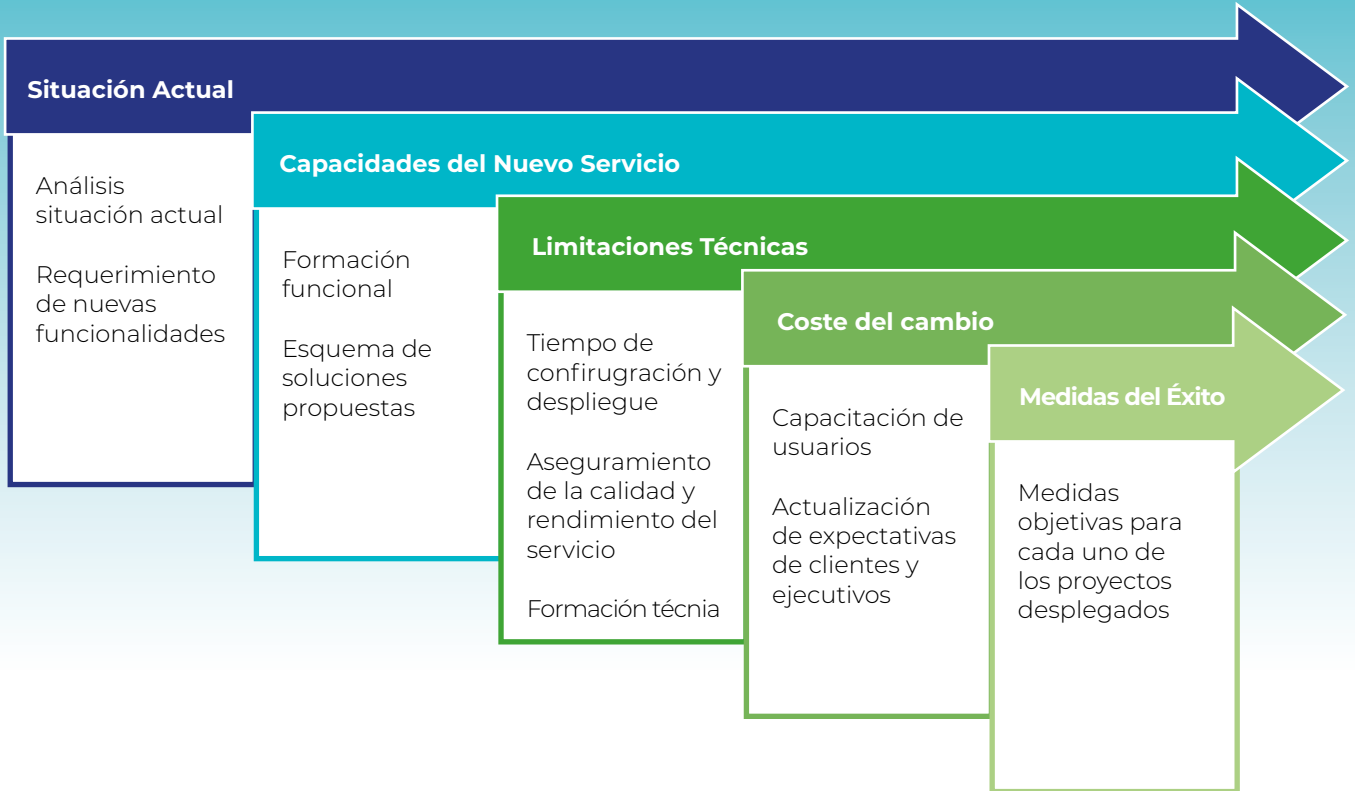 Situación Actual
Análisis
situación actual
Requerimiento
de nuevas
funcionalidades
Capacidades del Nuevo Servicio
Formación
funcional
Esquema de
soluciones
propuestas
Limitaciones Técnicas
Tiempo de
confirugración y
despliegue
Aseguramiento
de la calidad y
rendimiento del
servicio
Formación técnia
Coste del cambio
Capacitación de
usuarios
Actualización
de expectativas
de clientes y
ejecutivos
Medidas del Éxito
Medidas
objetivas para
cada uno de
los proyectos
desplegados